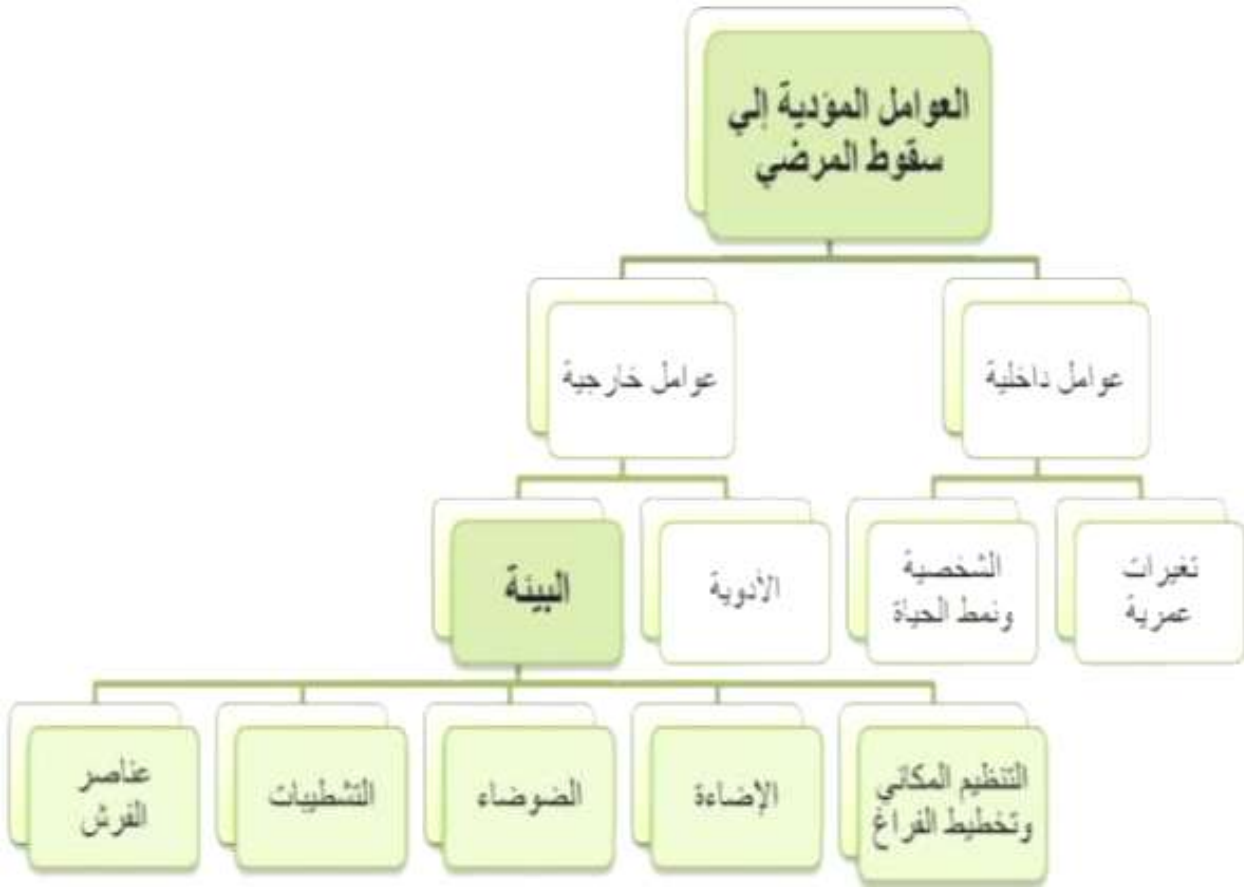 العوامل المؤدية إلي
سقوط المرضي
عوامل داخلية
عوامل خارجية
تغيرات
عمرية
الشخصية
ونمط الحياة
الأدوية
البيئة
التنظيم المكاني
وتخطيط الفراغ
الإضاءة
الضوضاء
التشطيبات
عناصر
الفرش